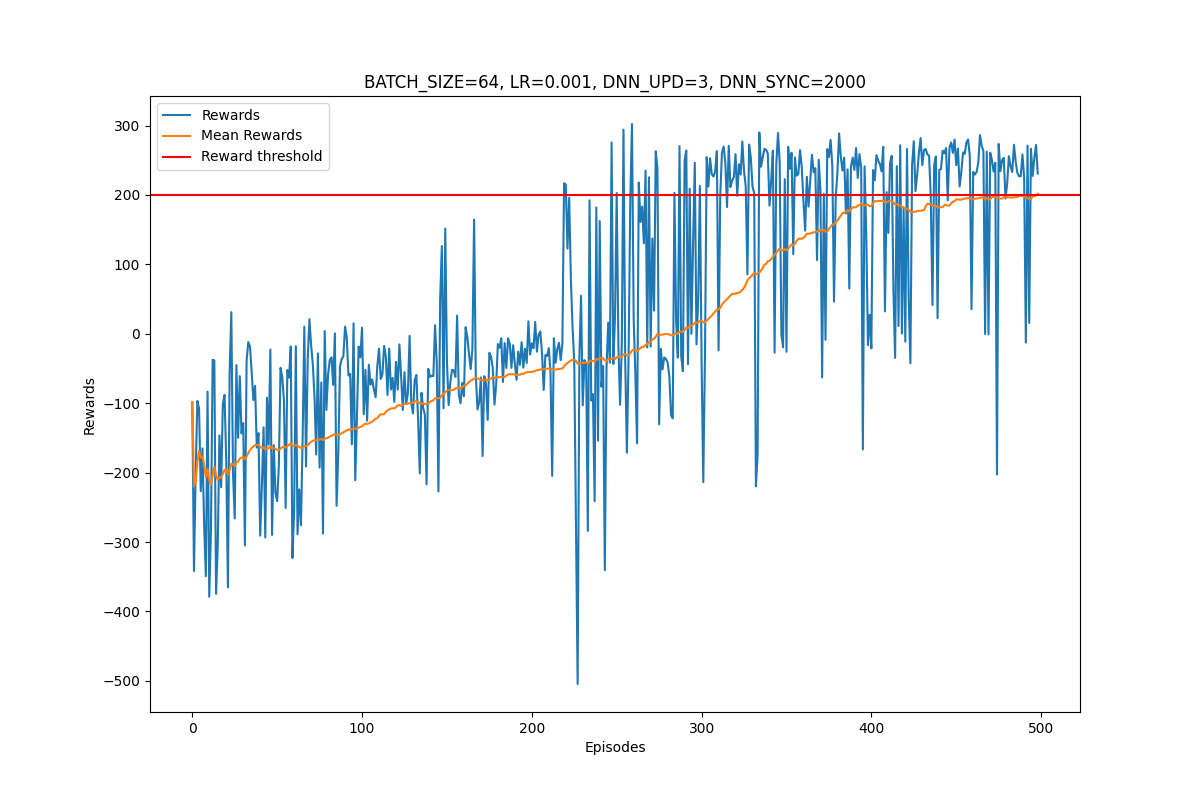 BATCH_SIZE=64, LR=0.001, DNN_UPD=3, DNN_SYNC=2000
Rewards
Mean Rewards
Reward threshold
300
200
100
0
−100
−200
−300
−400
−500
Rewards
0
100
200
300
400
500
Episodes